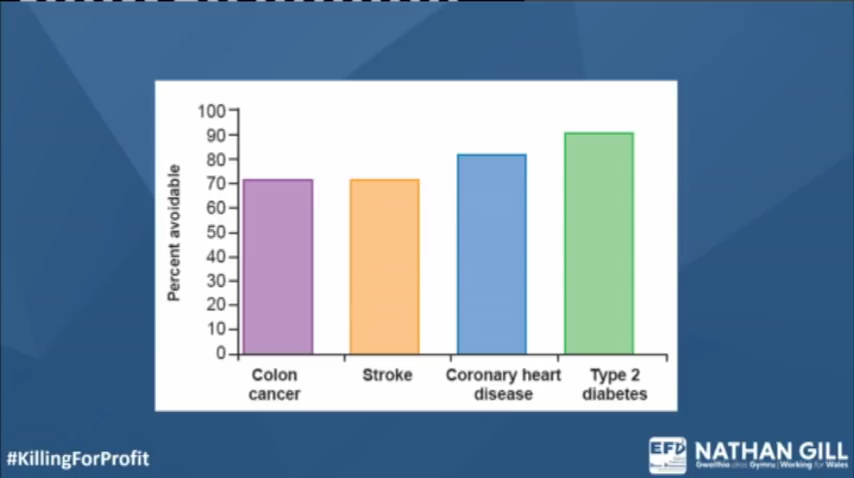 100
90
80
70
60
50
40
30
20
10
0
Percent avoidable
Colon
cancer
Stroke
Coronary heart
disease
Type 2
diabetes
#KillingForProfit
EFD
NATHAN GILL
Gweithio dros Gymru | Working for Wales